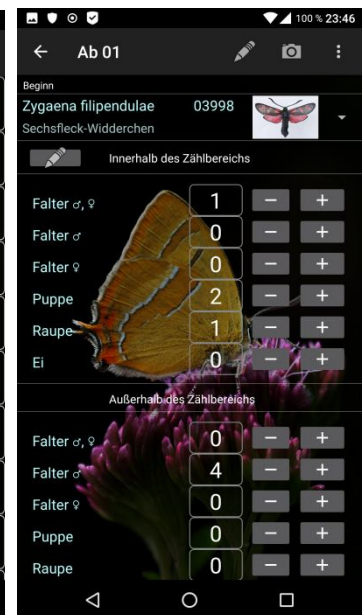 100 % 23:46
Ab 01
Beginn
Zygaena filipendulae 03998
Sechsfleck-Widderchen
Innerhalb des Zählbereichs
Falter ♂, ♀ 1 − +
Falter ♂ 0 − +
Falter ♀ 0 − +
Puppe 2 − +
Raupe 1 − +
Ei 0 − +
Außerhalb des Zählbereichs
Falter ♂, ♀ 0 − +
Falter ♂ 4 − +
Falter ♀ 0 − +
Puppe 0 − +
Raupe 0 − +